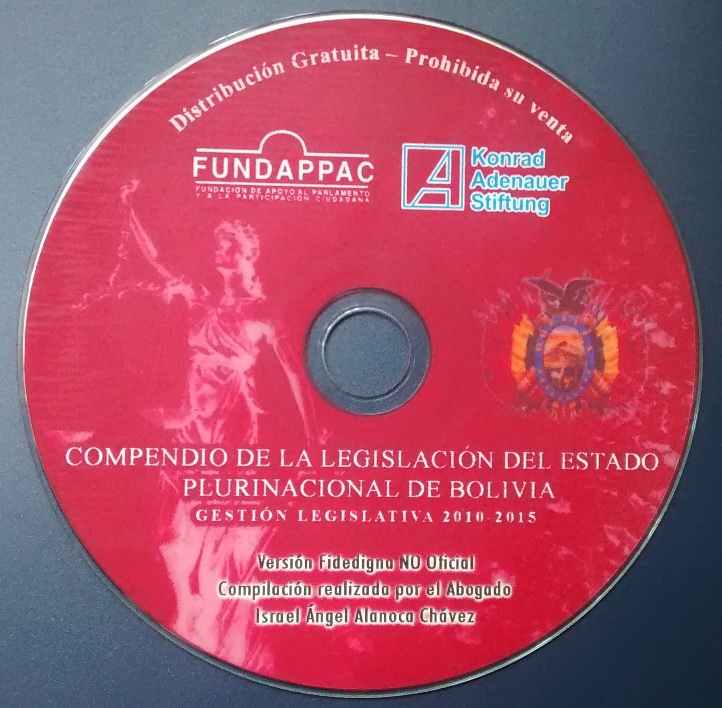 Distribución Gratuita – Prohibida su venta
FUNDAPPAC
FUNDACIÓN DE APOYO AL PARLAMENTO
Y A LA PARTICIPACIÓN CIUDADANA
Konrad
Adenauer
Stiftung
COMPENDIO DE LA LEGISLACIÓN DEL ESTADO
PLURINACIONAL DE BOLIVIA
GESTIÓN LEGISLATIVA 2010-2015
Versión Fidedigna NO Oficial
Compilación realizada por el Abogado
Israel Ángel Alanoca Chávez